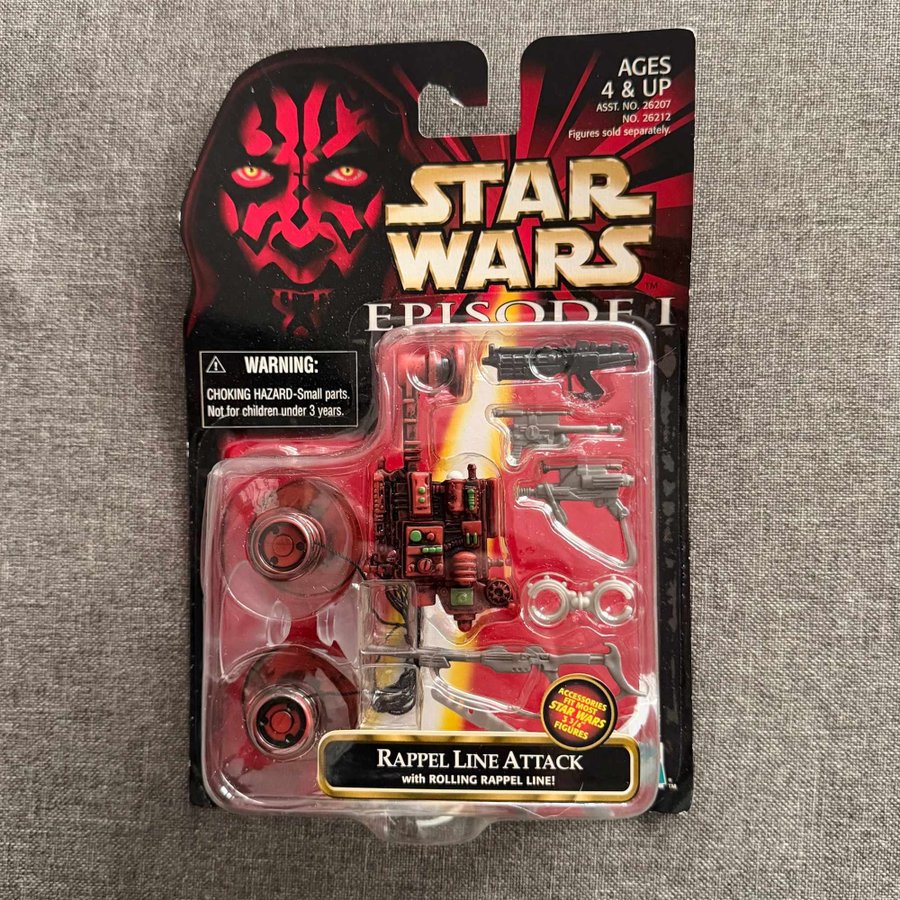 AGES
4 & UP
ASST. NO. 26207
NO. 26212
Figures sold separately.
STAR
WARS
TM
EPISODE I
WARNING:
CHOKING HAZARD-Small parts.
Not for children under 3 years.
ACCESSORIES
FIT MOST
STAR WARS
3 3/4"
FIGURES
RAPPEL LINE ATTACK
with ROLLING RAPPEL LINE!
TM